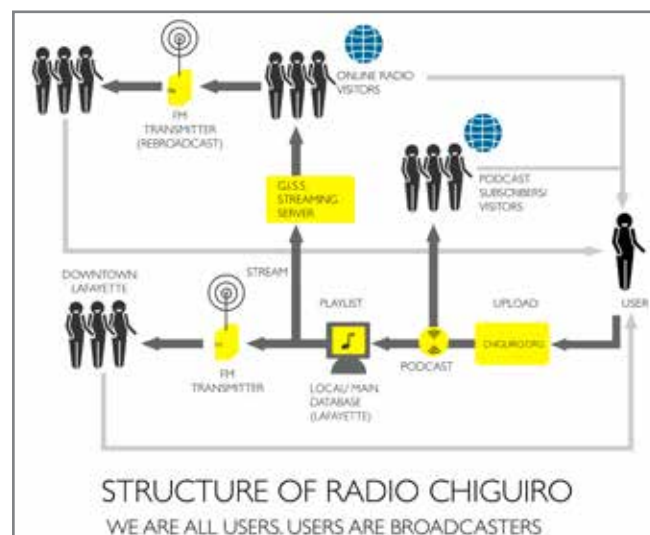 ONLINE RADIO
VISITORS
FM
TRANSMITTER
(REBROADCAST)
G.I.S.S.
STREAMING
SERVER
PODCAST
SUBSCRIBERS/
VISITORS
DOWNTOWN
LAFAYETTE
STREAM
PLAYLIST
UPLOAD
USER
CHIGUIRO.ORG
PODCAST
FM
TRANSMITTER
LOCAL/ MAIN
DATABASE
(LAFAYETTE)
STRUCTURE OF RADIO CHIGUIRO
WE ARE ALL USERS, USERS ARE BROADCASTERS